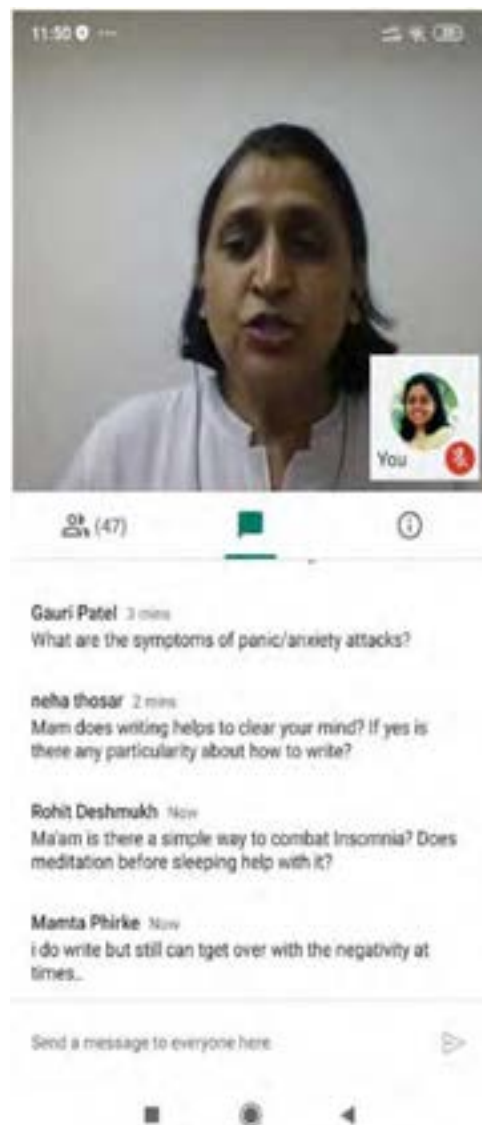 11:50 ...
You
(47)
Gauri Patel 3 mins
What are the symptoms of panic/anxiety attacks?
neha thosar 2 mins
Mam does writing helps to clear your mind? If yes is
there any particularity about how to write?
Rohit Deshmukh Now
Ma'am is there a simple way to combat Insomnia? Does
meditation before sleeping help with it?
Mamta Phirke Now
i do write but still can tget over with the negativity at
times..
Send a message to everyone here